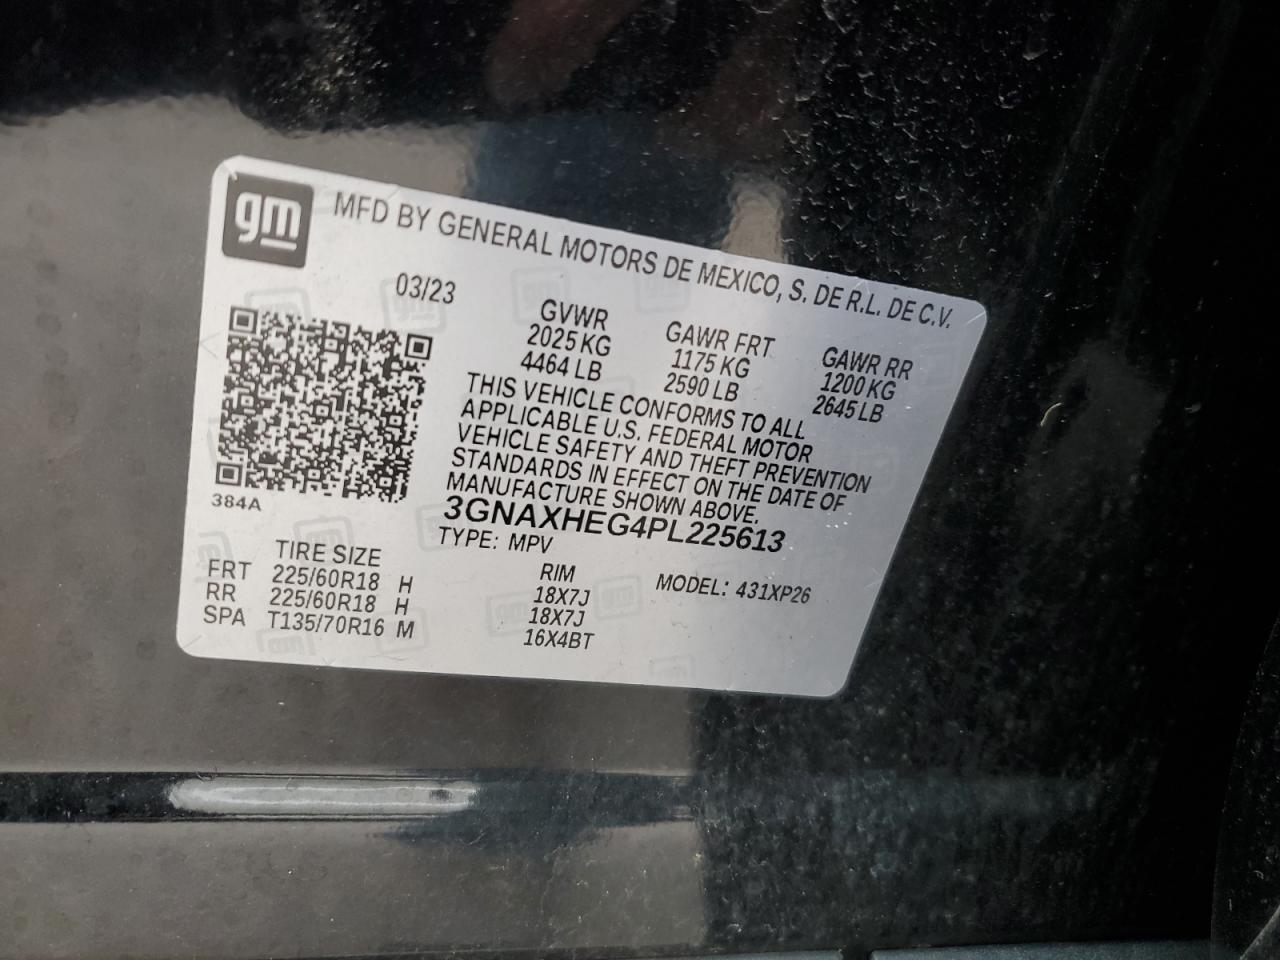 gm
MFD BY GENERAL MOTORS DE MEXICO, S. DE R.L. DE C.V.
03/23
GVWR GAWR FRT GAWR RR
2025 KG 1175 KG 1200 KG
4464 LB 2590 LB 2645 LB
THIS VEHICLE CONFORMS TO ALL
APPLICABLE U.S. FEDERAL MOTOR
VEHICLE SAFETY AND THEFT PREVENTION
STANDARDS IN EFFECT ON THE DATE OF
MANUFACTURE SHOWN ABOVE.
384A
3GNAXHEG4PL225613
TYPE: MPV MODEL: 431XP26
TIRE SIZE RIM
FRT 225/60R18 H 18X7J
RR 225/60R18 H 18X7J
SPA T135/70R16 M 16X4BT